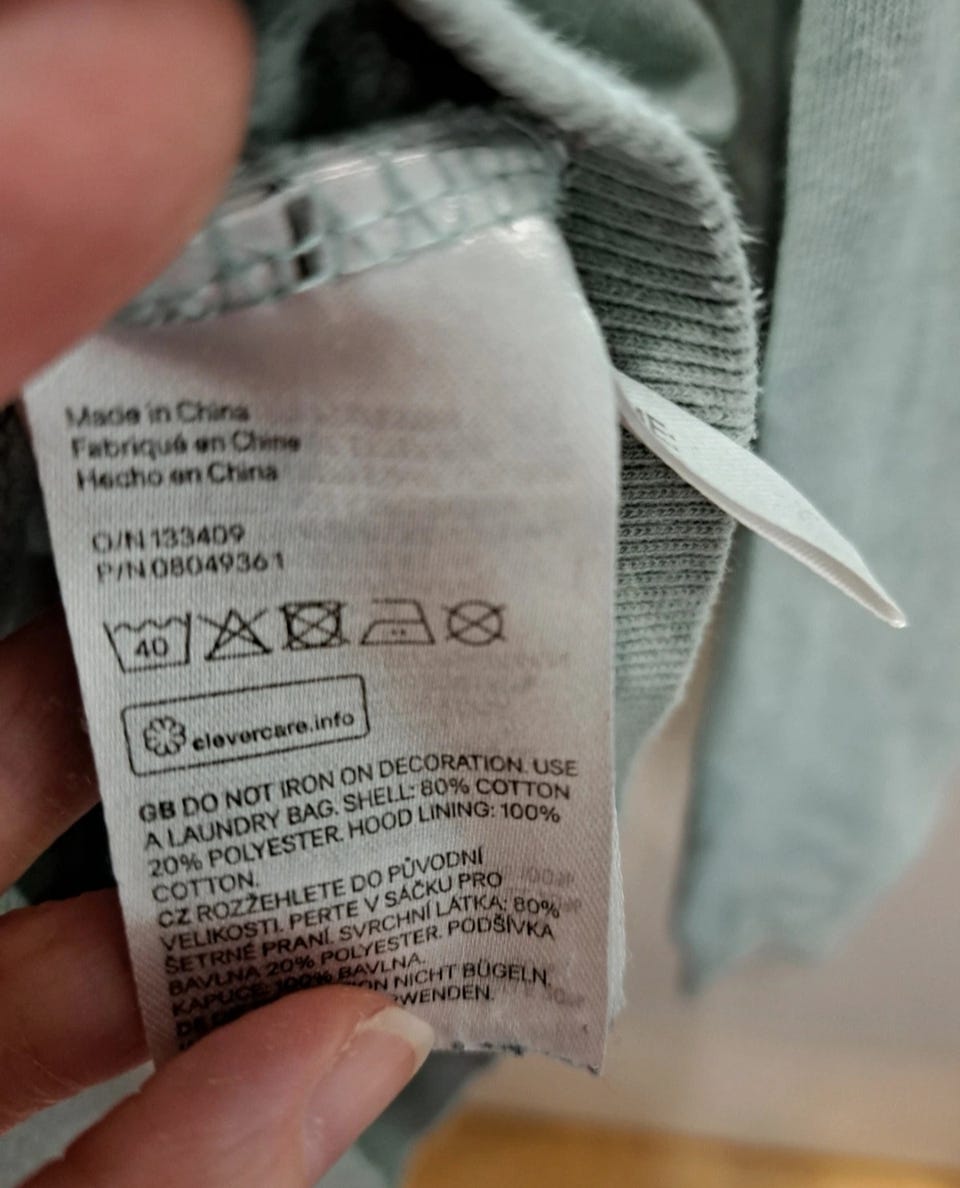 Made in China
Fabriqué en Chine
Hecho en China
O/N 133409
P/N 08049361
40
clevercare.info
GB DO NOT IRON ON DECORATION. USE
A LAUNDRY BAG. SHELL: 80% COTTON
20% POLYESTER. HOOD LINING: 100%
COTTON.
CZ ROZŽEHLETE DO PŮVODNÍ
VELIKOSTI. PERTE V SÁČKU PRO
ŠETRNÉ PRANÍ. SVRCHNÍ LÁTKA: 80%
BAVLNA 20% POLYESTER. PODŠÍVKA
KAPUCE: 100% BAVLNA.
NICHT BÜGELN.